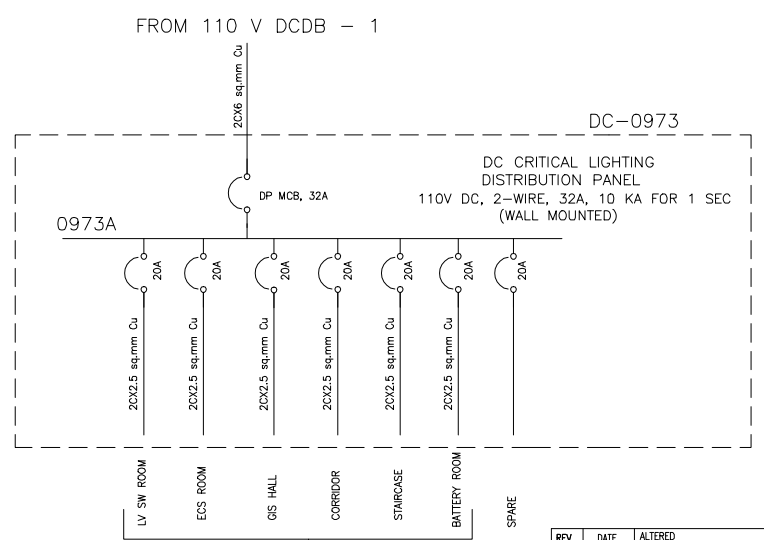 FROM 110 V DCDB - 1
2CX6 sq.mm Cu
DC-0973
DC CRITICAL LIGHTING
DISTRIBUTION PANEL
110V DC, 2-WIRE, 32A, 10 KA FOR 1 SEC
(WALL MOUNTED)
DP MCB, 32A
0973A
20A
20A
20A
20A
20A
20A
20A
2CX2.5 sq.mm Cu
2CX2.5 sq.mm Cu
2CX2.5 sq.mm Cu
2CX2.5 sq.mm Cu
2CX2.5 sq.mm Cu
2CX2.5 sq.mm Cu
LV SW ROOM
ECS ROOM
GIS HALL
CORRIDOR
STAIRCASE
BATTERY ROOM
SPARE
REV DATE ALTERED